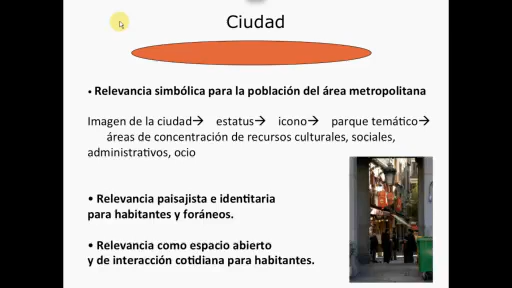 Ciudad
• Relevancia simbólica para la población del área metropolitana
Imagen de la ciudad→ estatus→ icono→ parque temático→
áreas de concentración de recursos culturales, sociales,
administrativos, ocio
• Relevancia paisajista e identitaria
para habitantes y foráneos.
• Relevancia como espacio abierto
y de interacción cotidiana para habitantes.